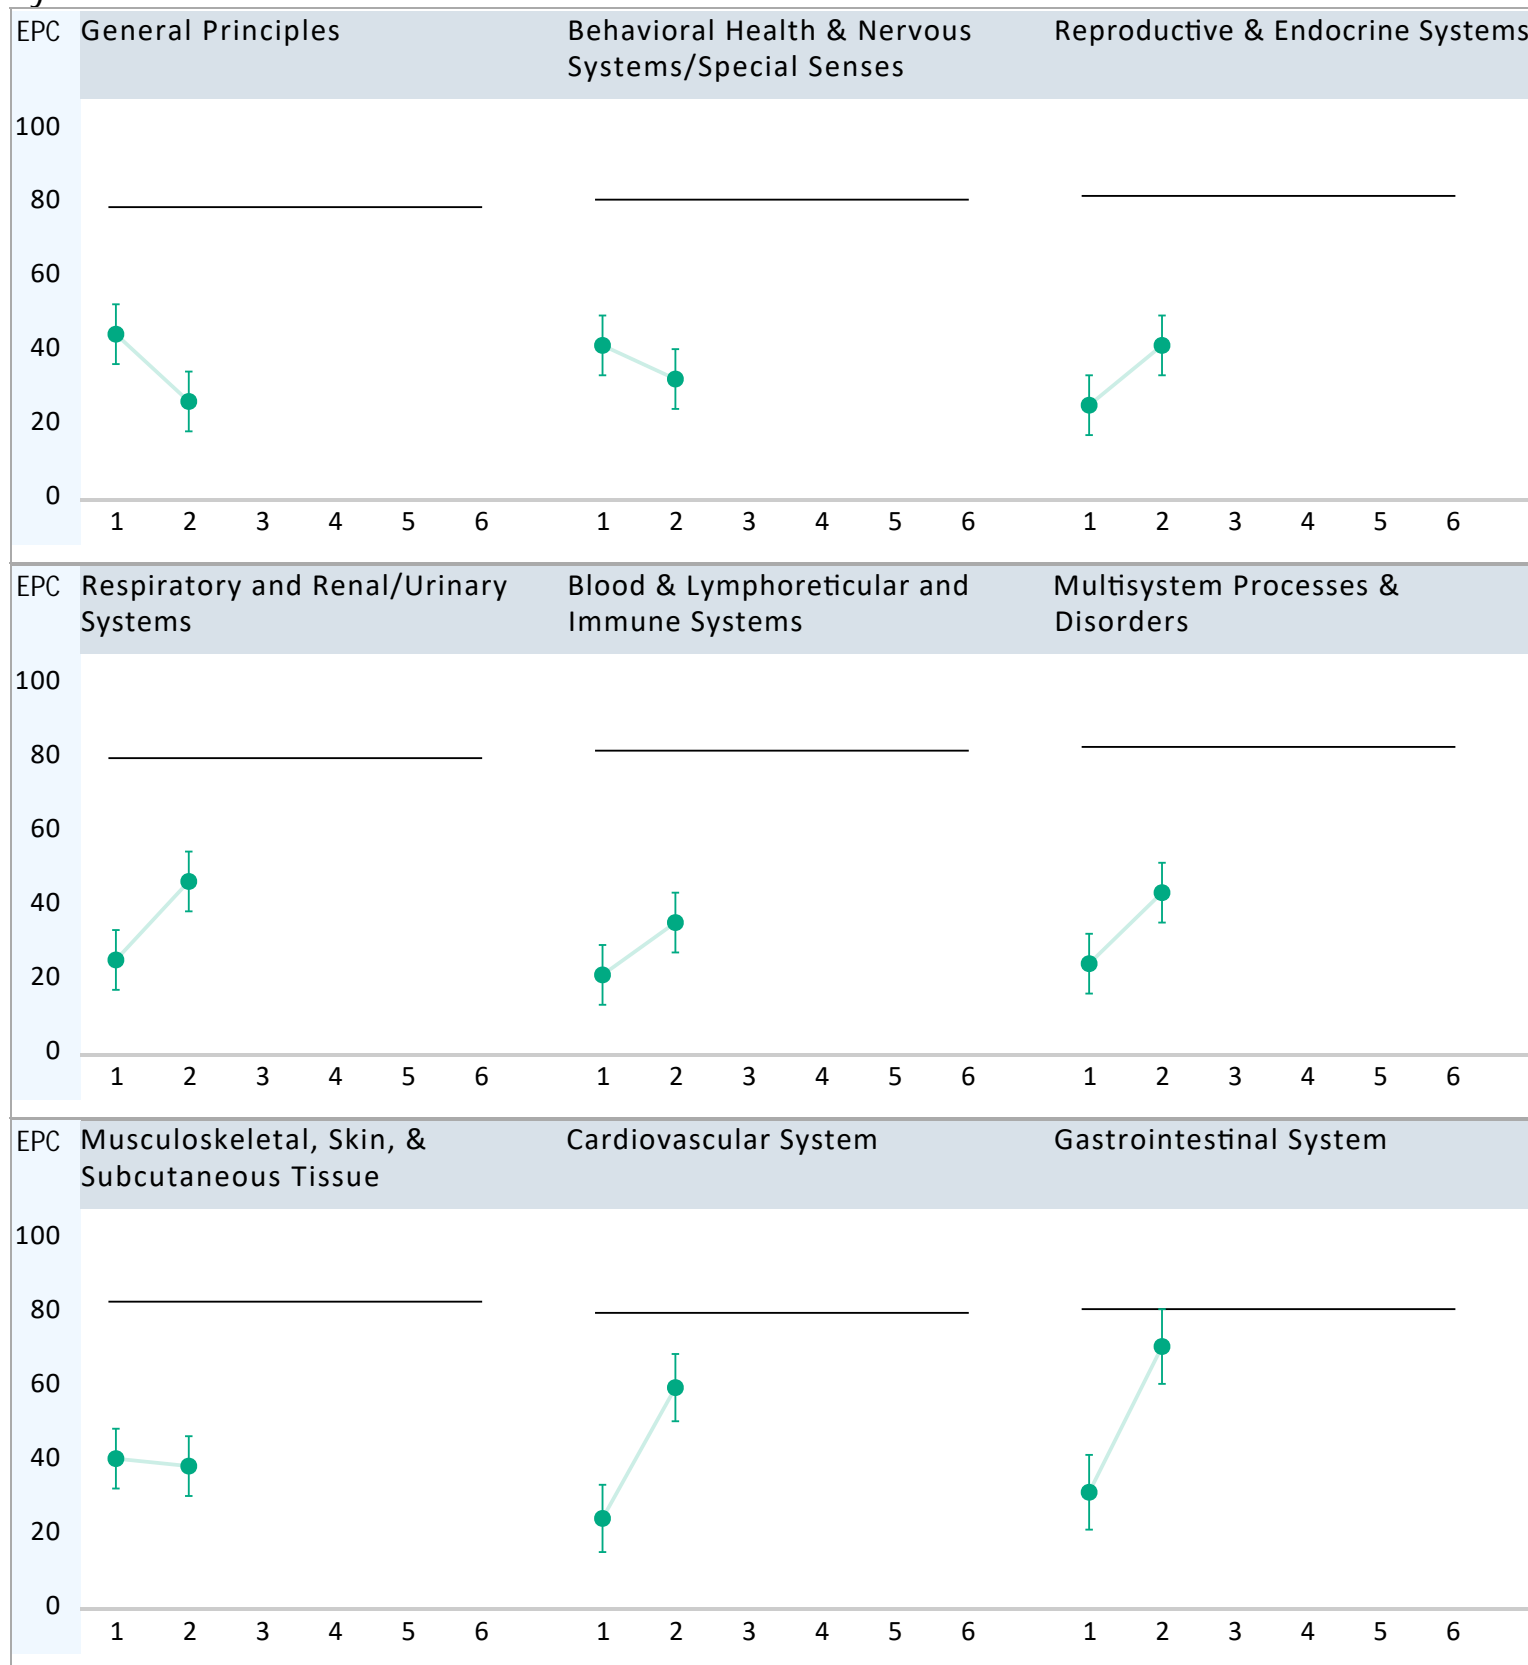 EPC General Principles Behavioral Health & Nervous Reproductive & Endocrine Systems
Systems/Special Senses
100
80
60
40
20
0
1 2 3 4 5 6 1 2 3 4 5 6 1 2 3 4 5 6
EPC Respiratory and Renal/Urinary Blood & Lymphoreticular and Multisystem Processes &
Systems Immune Systems Disorders
100
80
60
40
20
0
1 2 3 4 5 6 1 2 3 4 5 6 1 2 3 4 5 6
EPC Musculoskeletal, Skin, & Cardiovascular System Gastrointestinal System
Subcutaneous Tissue
100
80
60
40
20
0
1 2 3 4 5 6 1 2 3 4 5 6 1 2 3 4 5 6